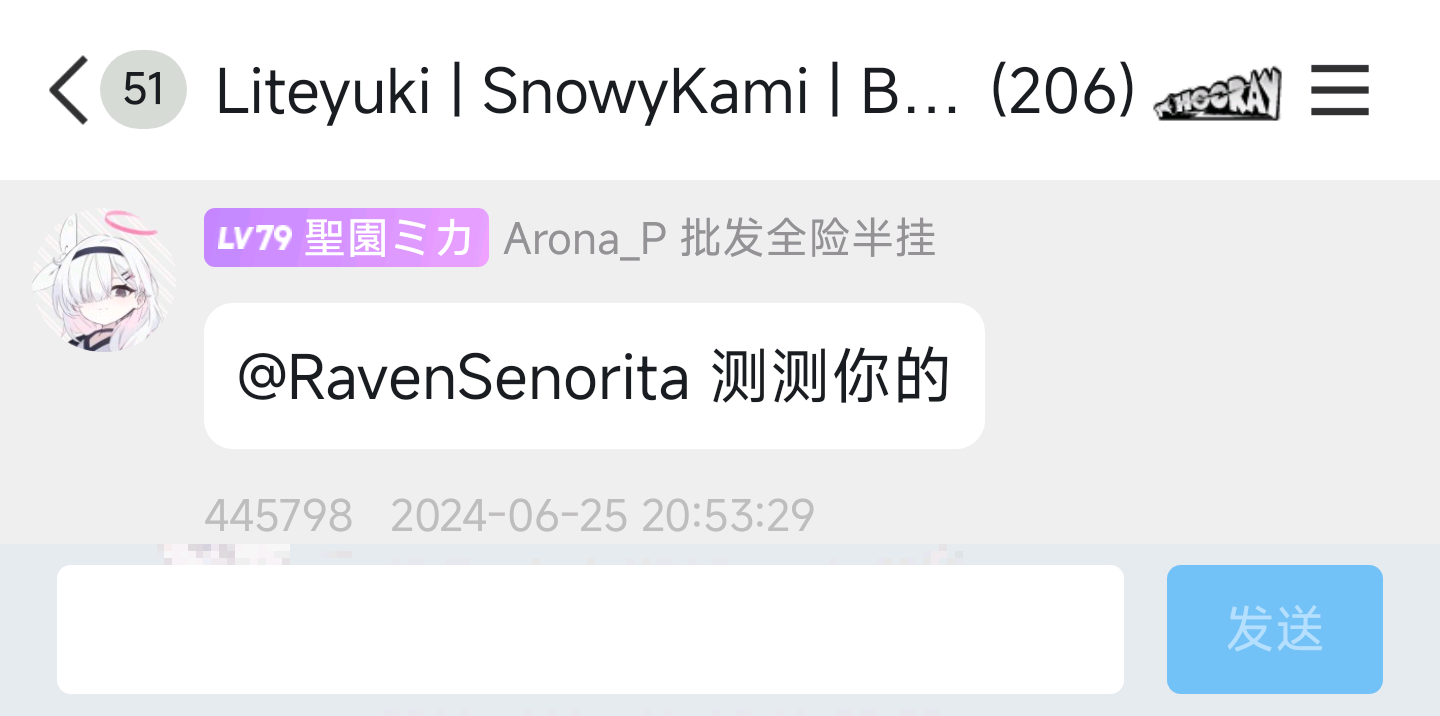 51 Liteyuki | SnowyKami | B... (206) HOORAY
LV79 聖園ミカ Arona_P 批发全险半挂
@RavenSenorita 测测你的
445798 2024-06-25 20:53:29
发送